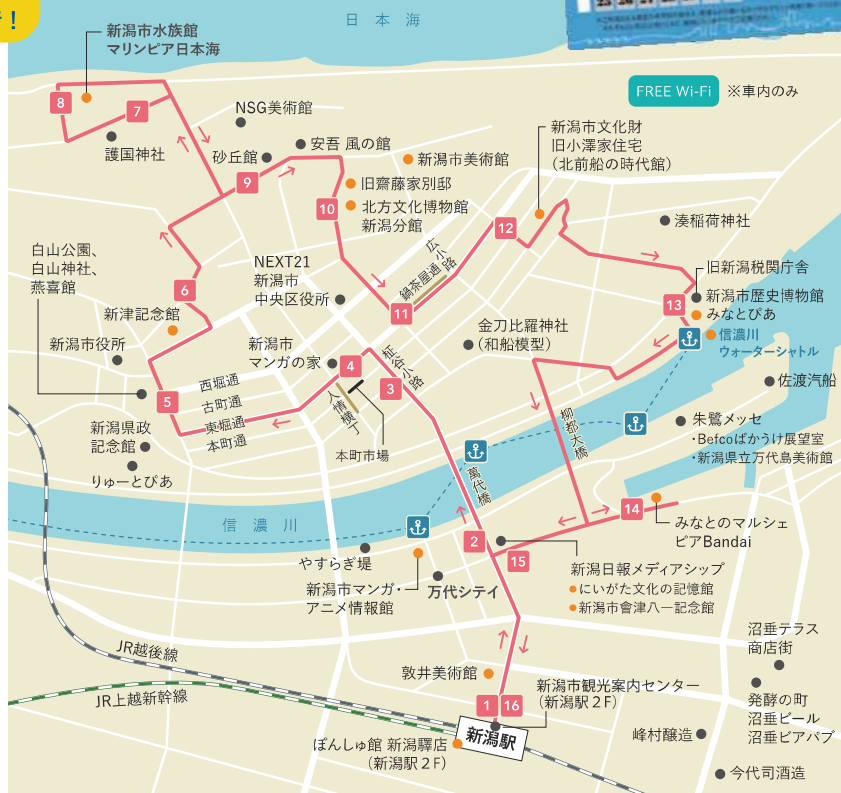 !
日本海
新潟市水族館
マリンピア日本海
FREE Wi-Fi ※車内のみ
8
7
NSG美術館
護国神社
砂丘館
安吾 風の館
新潟市美術館
新潟市文化財
旧小澤家住宅
(北前船の時代館)
9
旧齋藤家別邸
10
北方文化博物館
新潟分館
12
湊稲荷神社
広小路
鍋茶屋通
白山公園、
白山神社、
燕喜館
NEXT21
新潟市
中央区役所
旧新潟税関庁舎
6
13
新潟市歴史博物館
みなとぴあ
新津記念館
11
金刀比羅神社
(和船模型)
信濃川
ウォーターシャトル
新潟市役所
新潟市
マンガの家
4
柾谷小路
3
佐渡汽船
西堀通
古町通
東堀通
本町通
5
人情横丁
本町市場
柳都大橋
朱鷺メッセ
・Befcoばかうけ展望室
・新潟県立万代島美術館
新潟県政
記念館
りゅーとぴあ
萬代橋
信濃川
14
みなとのマルシェ
ピアBandai
2
15
やすらぎ堤
新潟市マンガ・
アニメ情報館
万代シテイ
新潟日報メディアシップ
にいがた文化の記憶館
新潟市會津八一記念館
JR越後線
JR上越新幹線
敦井美術館
沼垂テラス
商店街
1
16
新潟市観光案内センター
(新潟駅2F)
発酵の町
沼垂ビール
沼垂ビアパブ
新潟駅
ぽんしゅ館 新潟驛店
(新潟駅2F)
峰村醸造
今代司酒造